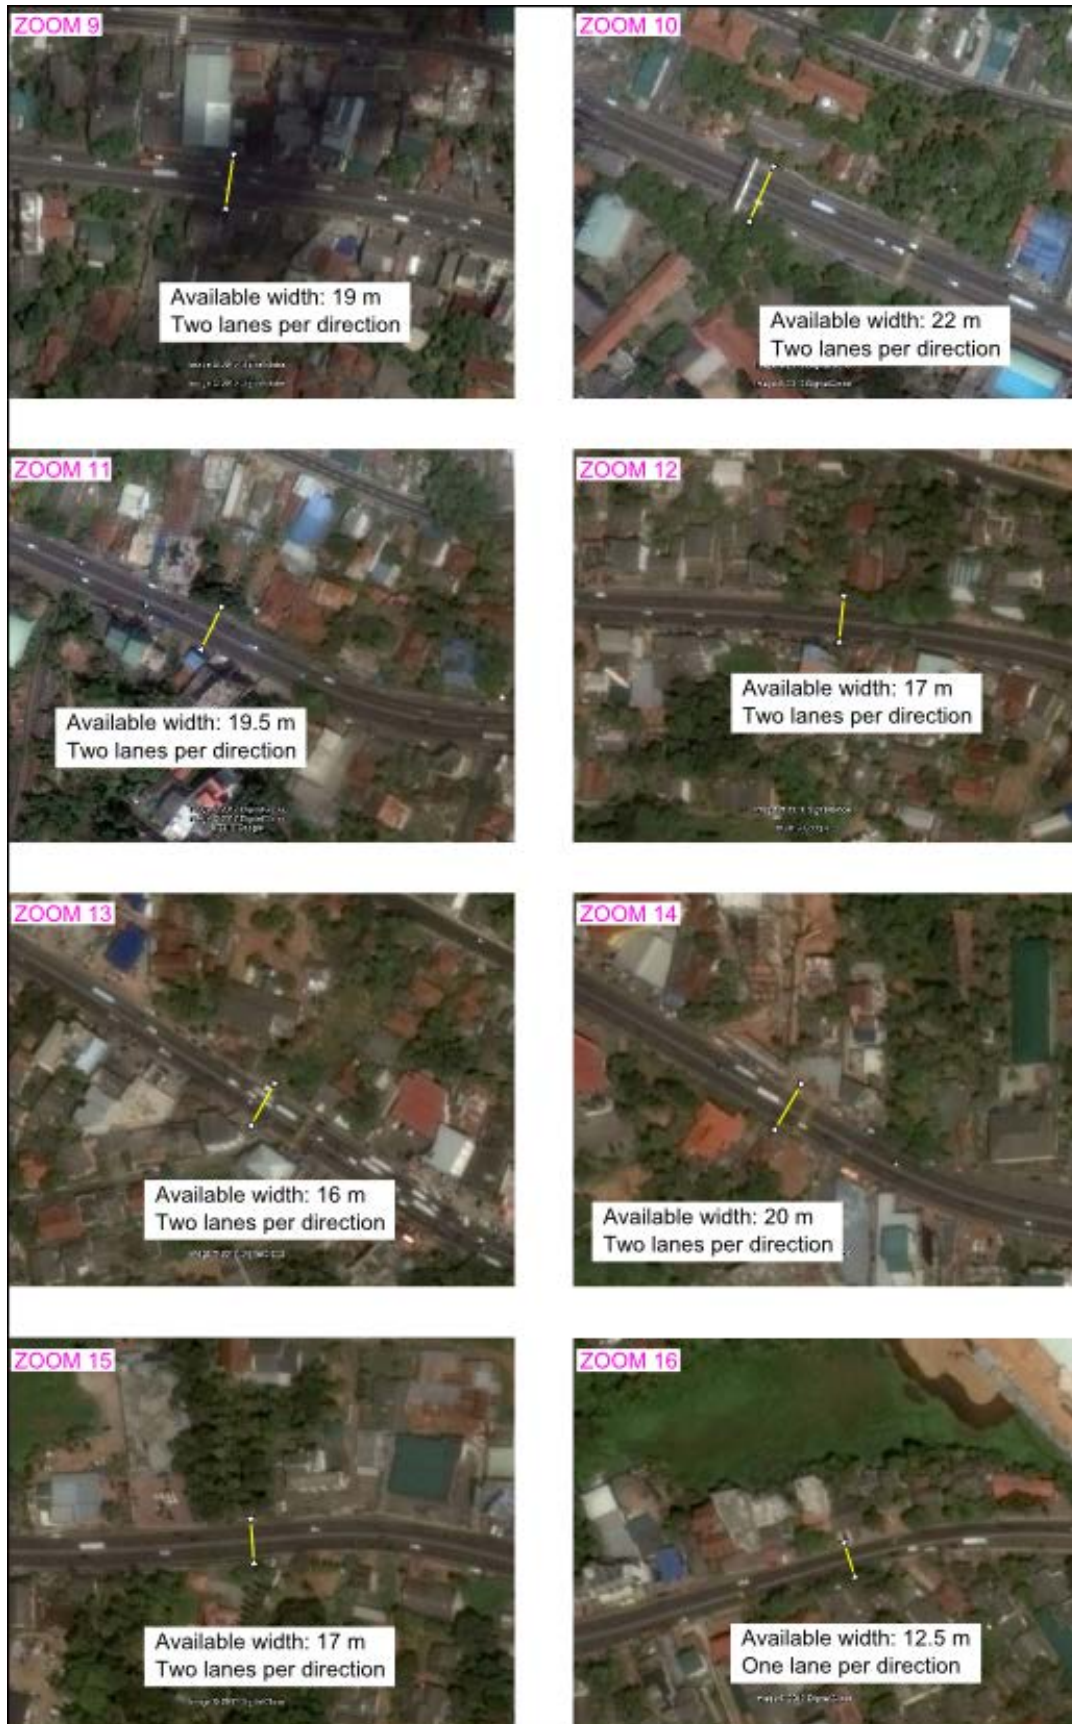 ZOOM 9
Available width: 19 m
Two lanes per direction
ZOOM 10
Available width: 22 m
Two lanes per direction
ZOOM 11
Available width: 19.5 m
Two lanes per direction
ZOOM 12
Available width: 17 m
Two lanes per direction
ZOOM 13
Available width: 16 m
Two lanes per direction
ZOOM 14
Available width: 20 m
Two lanes per direction
ZOOM 15
Available width: 17 m
Two lanes per direction
ZOOM 16
Available width: 12.5 m
One lane per direction